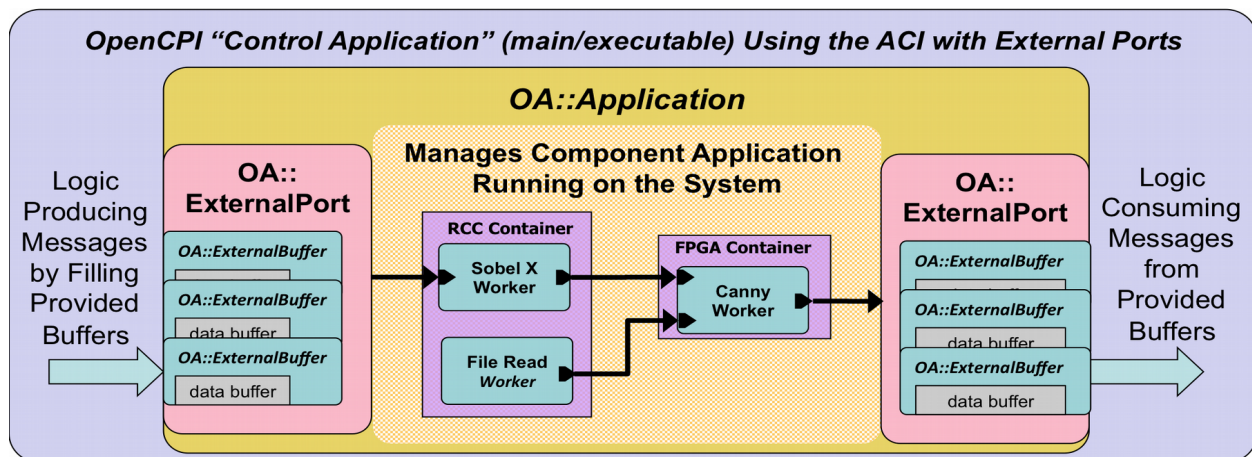 OpenCPI “Control Application” (main/executable) Using the ACI with External Ports
OA::Application
Logic
Producing
Messages
by Filling
Provided
Buffers
OA::
ExternalPort
OA::ExternalBuffer
OA::ExternalBuffer
data buffer
OA::ExternalBuffer
data buffer
Manages Component Application
Running on the System
RCC Container
Sobel X
Worker
File Read
Worker
FPGA Container
Canny
Worker
OA::
ExternalPort
OA::ExternalBuffer
OA::ExternalBuffer
data buffer
OA::ExternalBuffer
data buffer
Logic
Consuming
Messages
from
Provided
Buffers